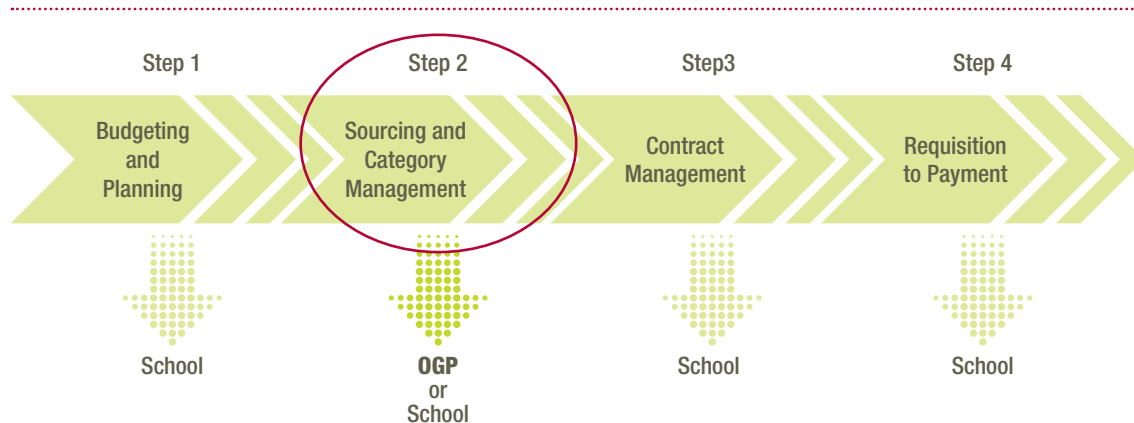 Step 1
Step 2
Step3
Step 4
Budgeting
and
Planning
Sourcing and
Category
Management
Contract
Management
Requisition
to Payment
School
OGP
or
School
School
School